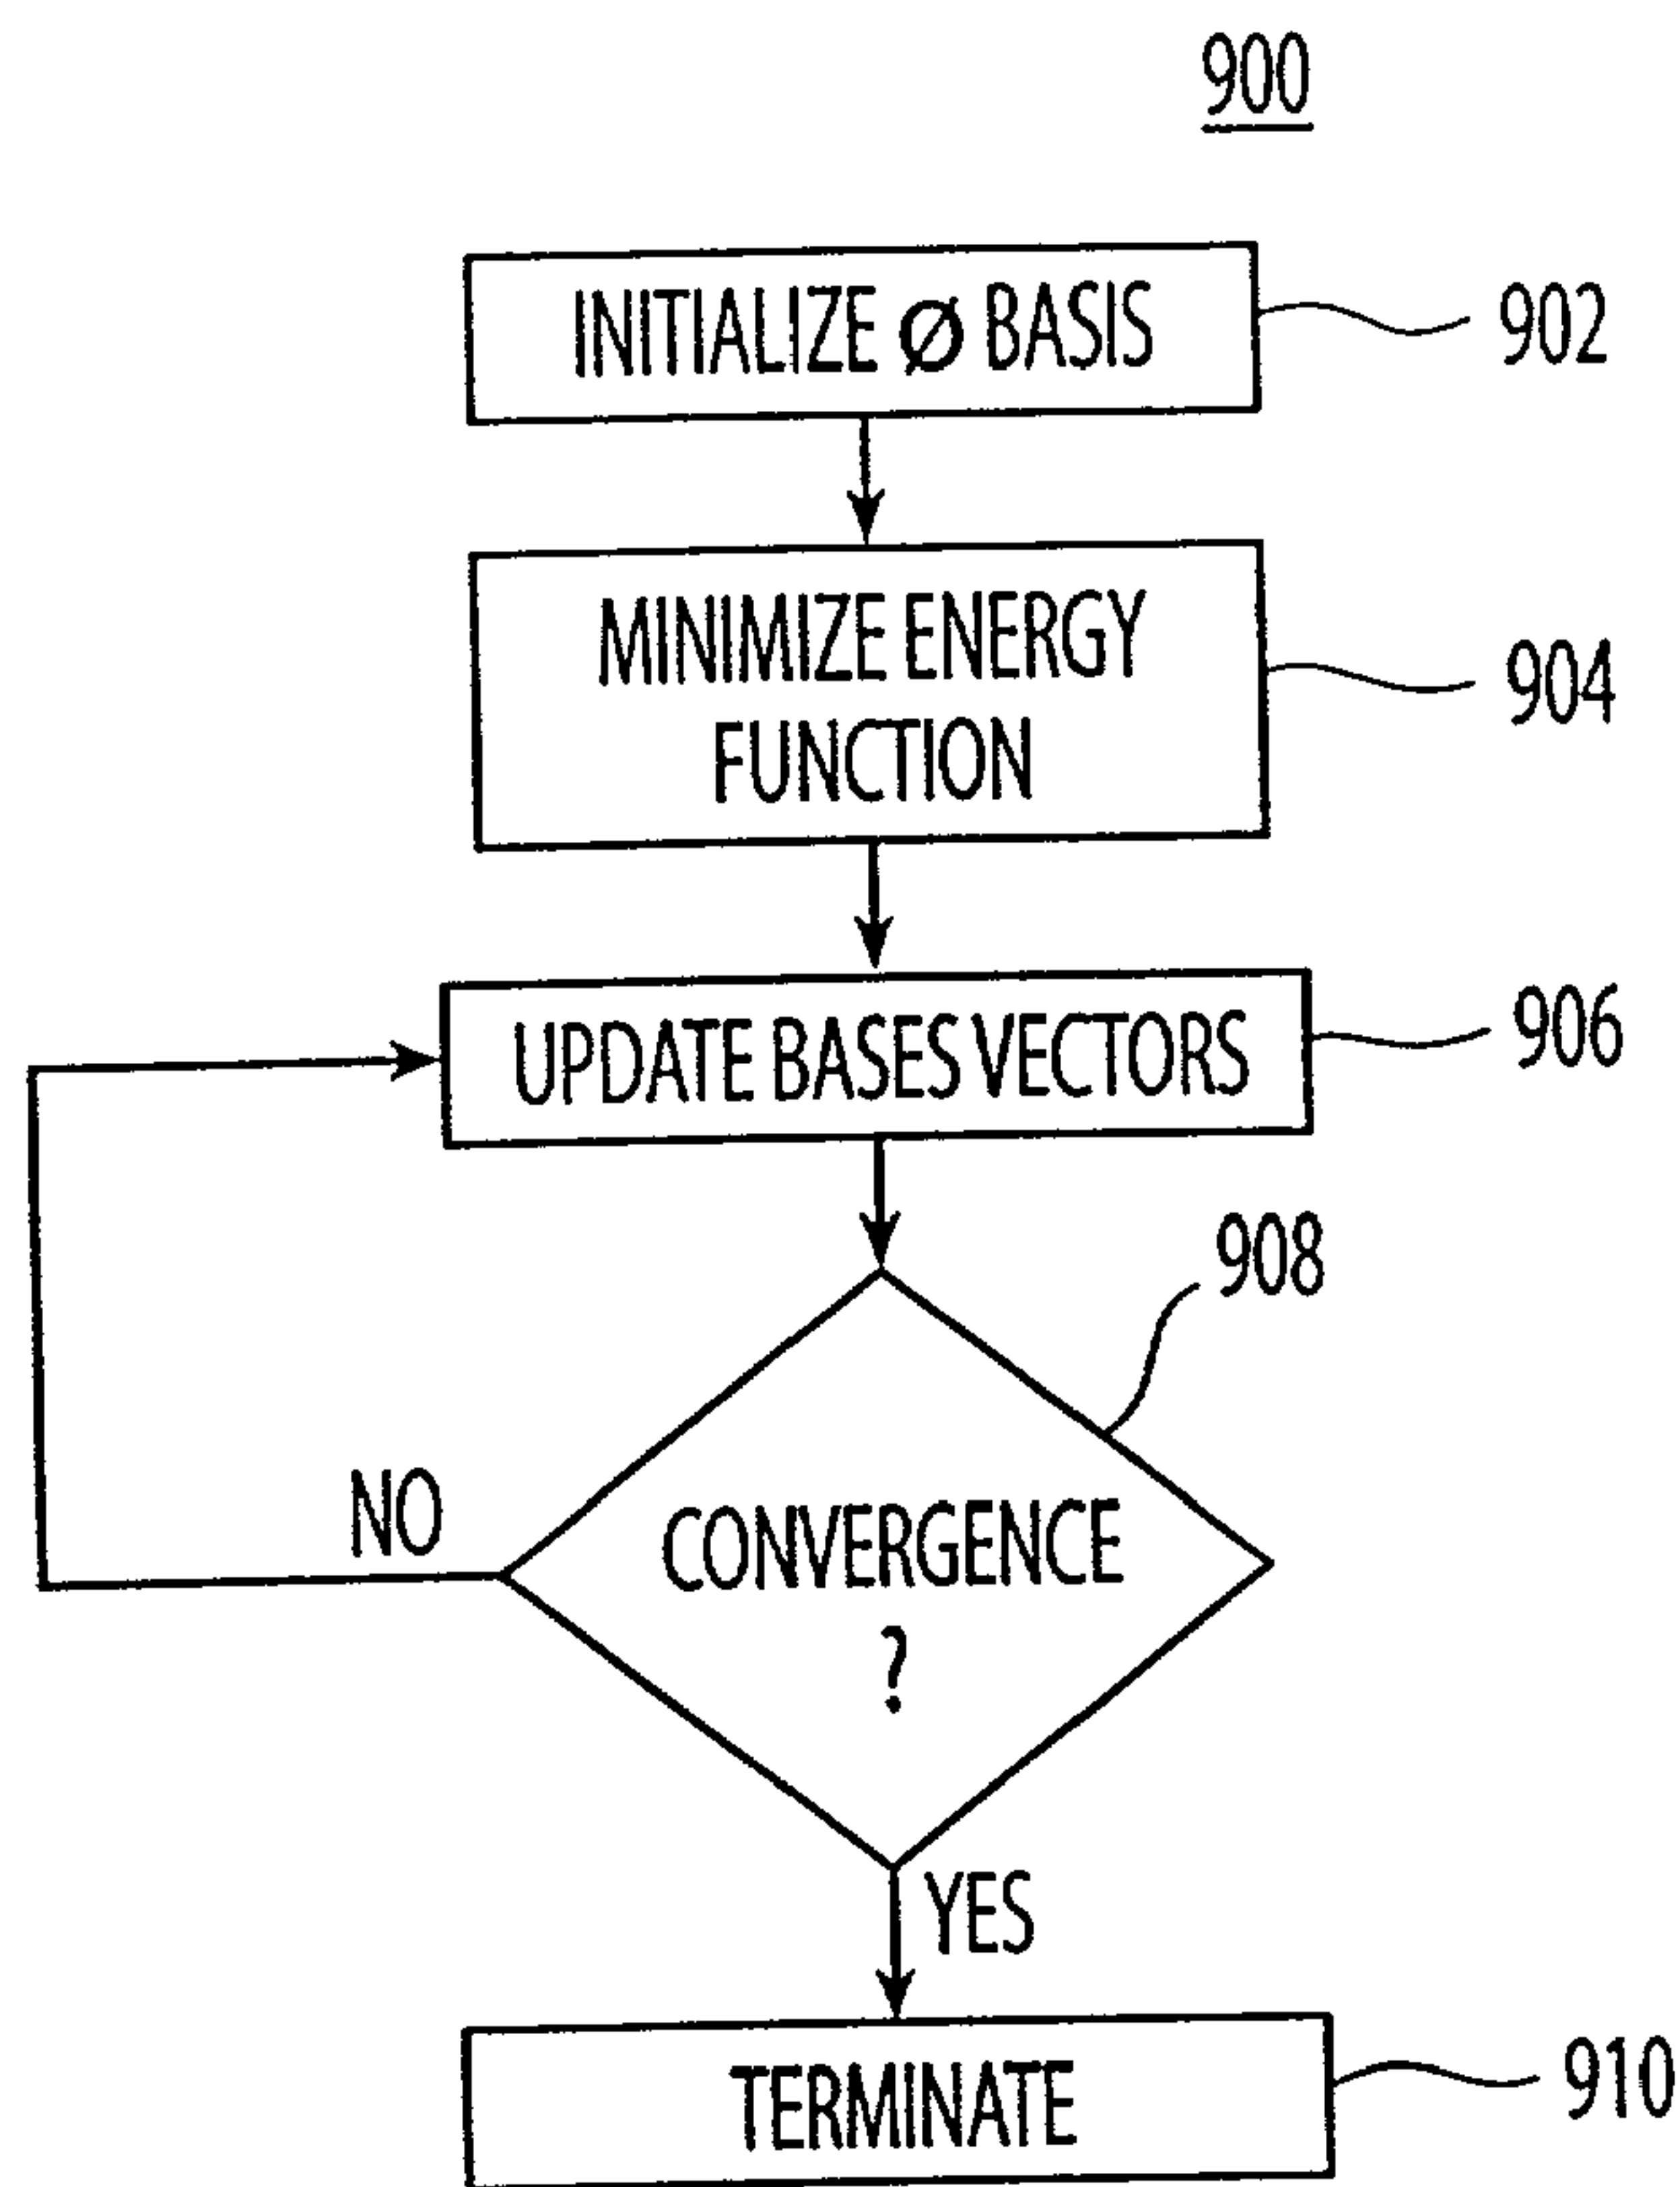 900
INITIALIZE Ø BASIS
902
MINIMIZE ENERGY
FUNCTION
904
UPDATE BASES VECTORS
906
908
CONVERGENCE
?
NO
YES
TERMINATE
910